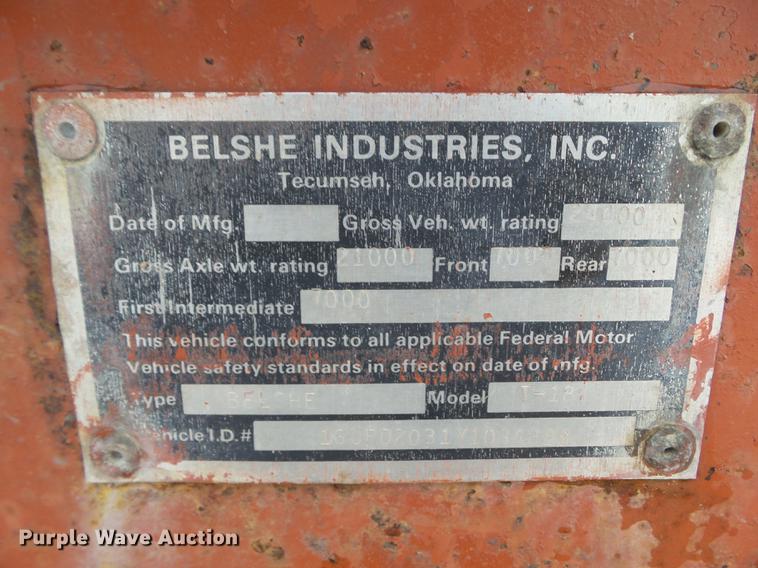 BELSHE INDUSTRIES, INC.
Tecumseh, Oklahoma
Date of Mfg. Gross Veh. wt. rating
Gross Axle wt. rating 21000 Front Rear 7000
First Intermediate 7000
This vehicle conforms to all applicable Federal Motor
Vehicle safety standards in effect on date of mfg.
Type BELSHE Model
Vehicle I.D.#
Purple Wave Auction